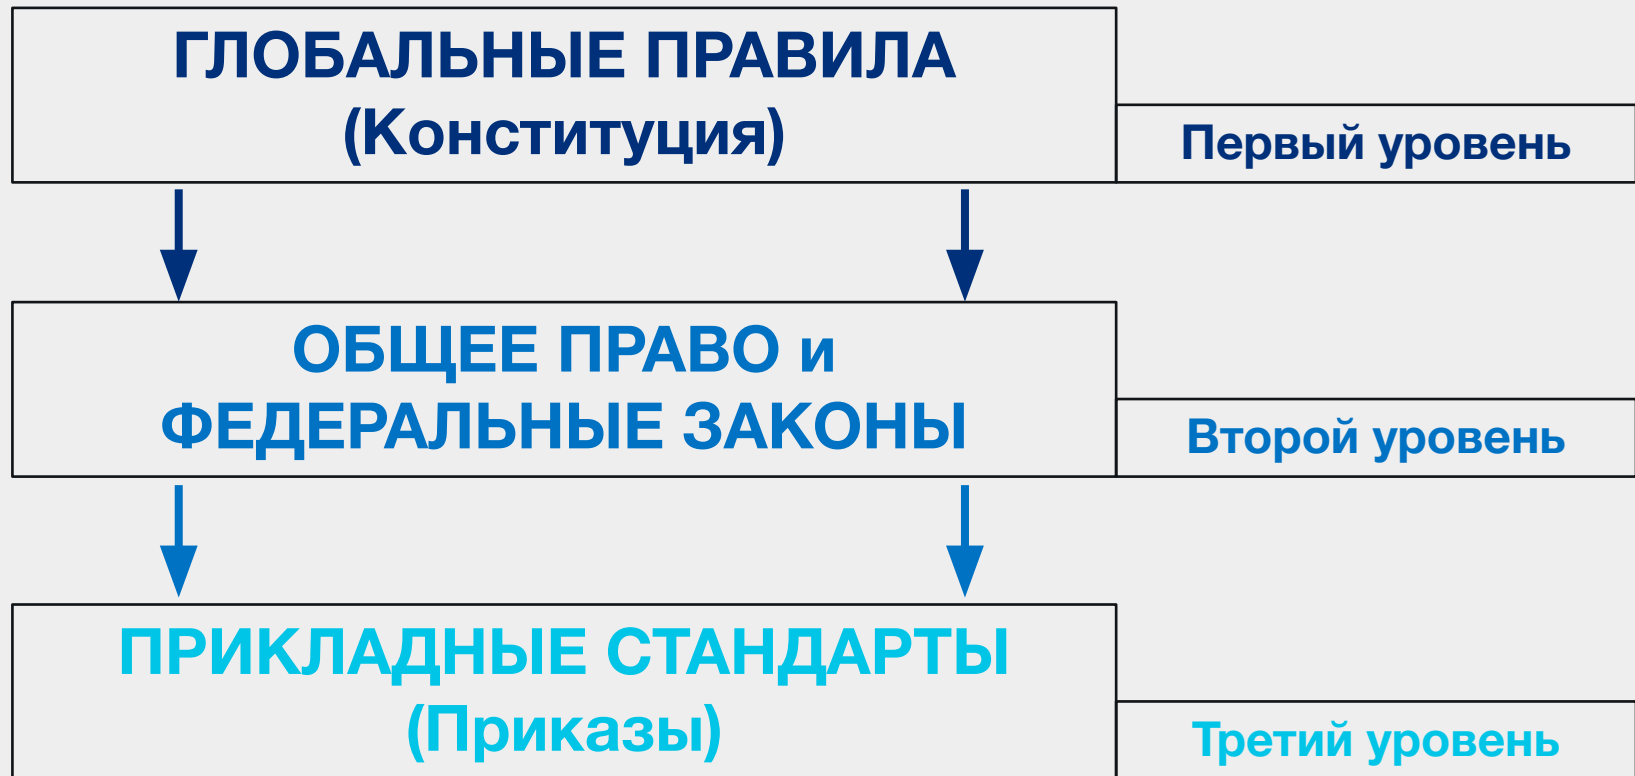 ГЛОБАЛЬНЫЕ ПРАВИЛА
(Конституция)
Первый уровень
ОБЩЕЕ ПРАВО и
ФЕДЕРАЛЬНЫЕ ЗАКОНЫ
Второй уровень
ПРИКЛАДНЫЕ СТАНДАРТЫ
(Приказы)
Третий уровень